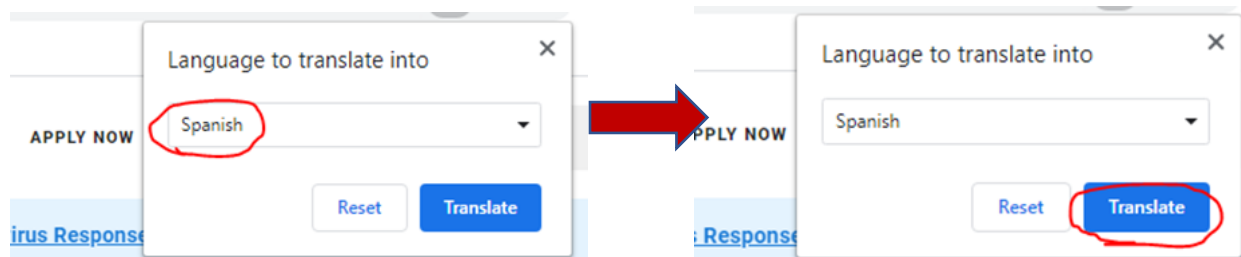 Language to translate into
APPLY NOW
Spanish
Reset
Translate
irus Response
Language to translate into
PPLY NOW
Spanish
Reset
Translate
s Response